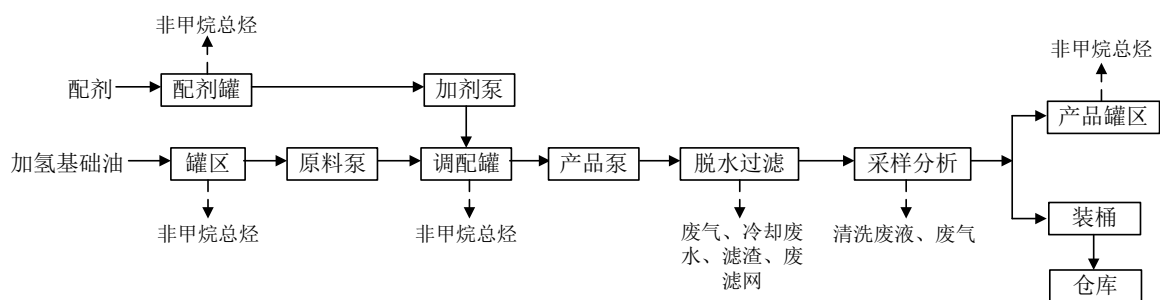 非甲烷总烃
非甲烷总烃
配剂
配剂罐
加剂泵
产品罐区
加氢基础油
罐区
原料泵
调配罐
产品泵
脱水过滤
采样分析
非甲烷总烃
非甲烷总烃
废气、冷却废
水、滤渣、废
滤网
清洗废液、废气
装桶
仓库